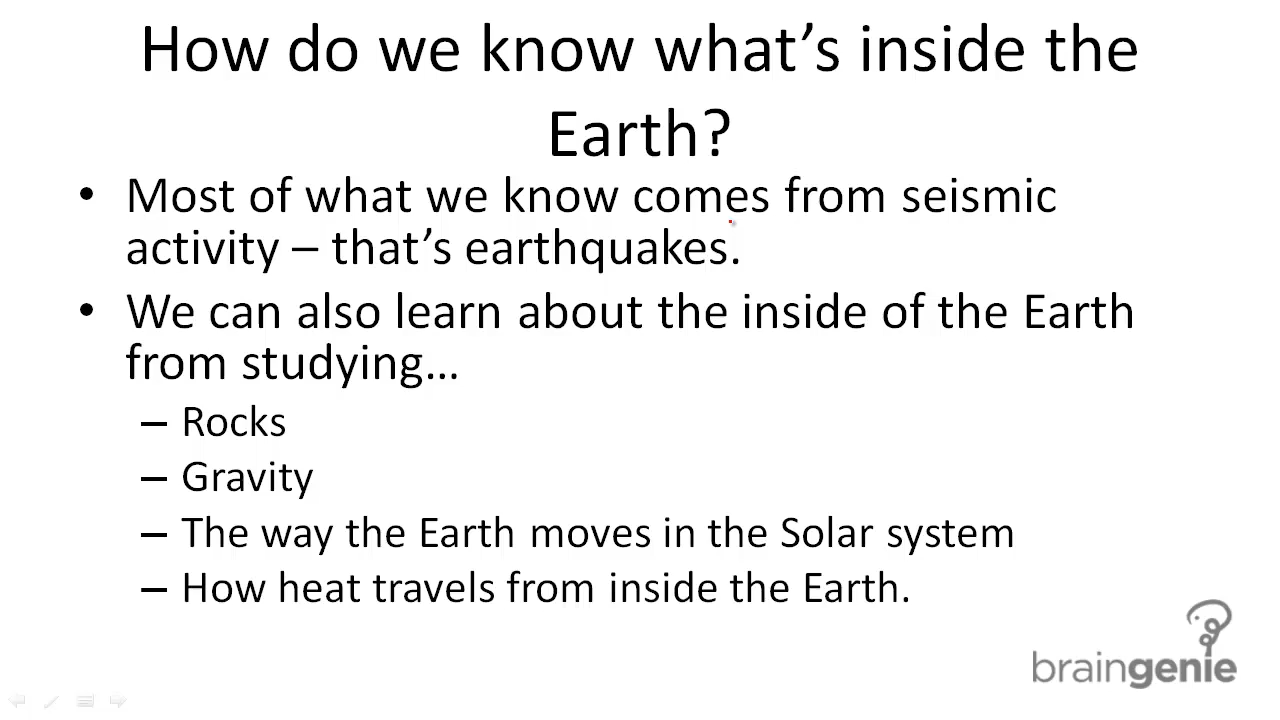 How do we know what’s inside the
Earth?
• Most of what we know comes from seismic
activity – that’s earthquakes.
• We can also learn about the inside of the Earth
from studying…
– Rocks
– Gravity
– The way the Earth moves in the Solar system
– How heat travels from inside the Earth.
braingenie